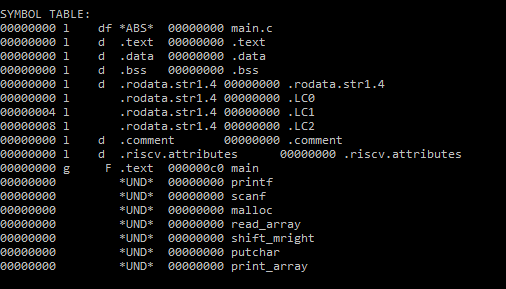 SYMBOL TABLE:
00000000 l    df *ABS*  00000000 main.c
00000000 l    d  .text  00000000 .text
00000000 l    d  .data  00000000 .data
00000000 l    d  .bss   00000000 .bss
00000000 l    d  .rodata.str1.4 00000000 .rodata.str1.4
00000000 l       .rodata.str1.4 00000000 .LC0
00000004 l       .rodata.str1.4 00000000 .LC1
00000008 l       .rodata.str1.4 00000000 .LC2
00000000 l    d  .comment       00000000 .comment
00000000 l    d  .riscv.attributes      00000000 .riscv.attributes
00000000 g     F .text  000000c0 main
00000000         *UND*  00000000 printf
00000000         *UND*  00000000 scanf
00000000         *UND*  00000000 malloc
00000000         *UND*  00000000 read_array
00000000         *UND*  00000000 shift_mright
00000000         *UND*  00000000 putchar
00000000         *UND*  00000000 print_array